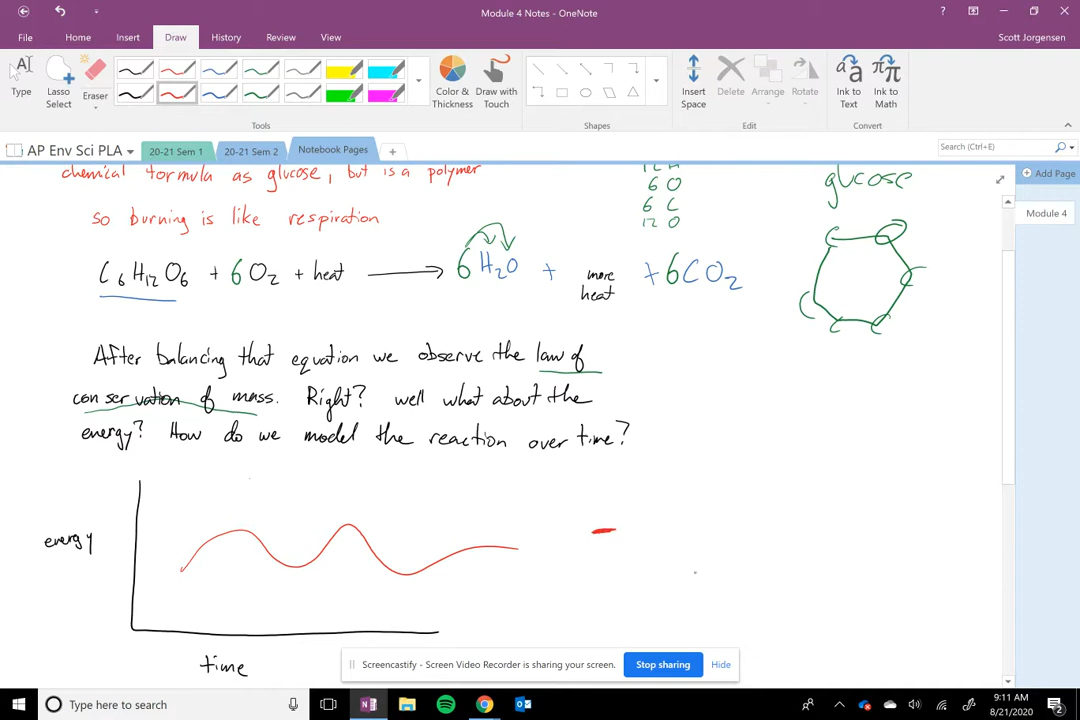 Module 4 Notes - OneNote
?
File
Home
Insert
Draw
History
Review
View
Scott Jorgensen
Type
Lasso
Select
Eraser
Color &
Thickness
Draw with
Touch
Insert
Space
Delete
Arrange
Rotate
Ink to
Text
Ink to
Math
Tools
Shapes
Edit
Convert
AP Env Sci PLA
20-21 Sem 1
20-21 Sem 2
Notebook Pages
Search (Ctrl+E)
Add Page
Module 4
chemical formula as glucose, but is a polymer
so burning is like respiration
6 O
6 C
12 O
glucose
C6H12O6 + 6O2 + heat → 6H2O + more heat + 6CO2
C
C
C
C
C
After balancing that equation we observe the law of
conservation of mass. Right? well what about the
energy? How do we model the reaction over time?
energy
time
Screencastify - Screen Video Recorder is sharing your screen.
Stop sharing
Hide
Type here to search
9:11 AM
8/21/2020
2